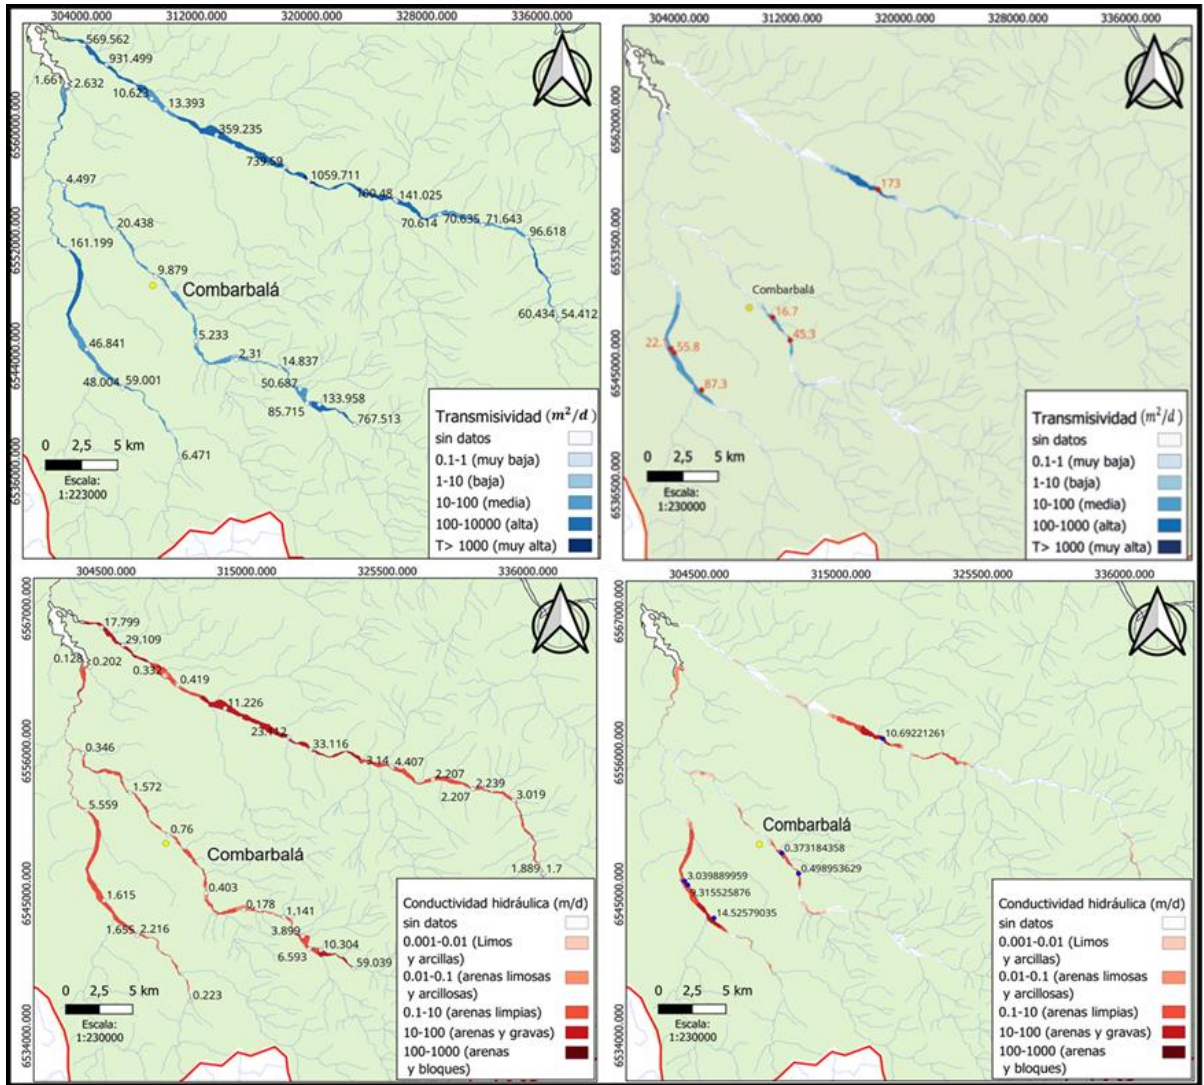 304000.000 312000.000 320000.000 328000.000 336000.000
6560000.000
6552000.000
6544000.000
6536000.000
569.562
931.499
1.661 2.632
10.623
13.393
359.235
739.59
1059.711
100.48 141.025
70.614 70.635 71.643
96.618
4.497
20.438
161.199
9.879
Combarbalá
60.434 54.412
5.233
46.841
2.31 14.837
48.004 59.001
50.687
133.958
85.715 767.513
6.471
0 2,5 5 km
Escala:
1:223000
Transmisividad (m²/d)
sin datos
0.1-1 (muy baja)
1-10 (baja)
10-100 (media)
100-10000 (alta)
T> 1000 (muy alta)
304000.000 312000.000 320000.000 328000.000 336000.000
6562000.000
6553500.000
6545000.000
6536500.000
173
Combarbalá
16.7
45.3
22. 55.8
87.3
0 2,5 5 km
Escala:
1:230000
Transmisividad (m²/d)
sin datos
0.1-1 (muy baja)
1-10 (baja)
10-100 (media)
100-1000 (alta)
T> 1000 (muy alta)
304500.000 315000.000 325500.000 336000.000
6567000.000
6556000.000
6545000.000
6534000.000
17.799
29.109
0.128 0.202
0.332
0.419
11.226
23.112
33.116
3.14 4.407
2.207
2.207 2.239
3.019
0.346
1.572
5.559
0.76
Combarbalá
1.889 1.7
0.403
1.615
0.178 1.141
1.655 2.216
3.899
10.304
6.593 59.039
0.223
0 2,5 5 km
Escala:
1:230000
Conductividad hidráulica (m/d)
sin datos
0.001-0.01 (Limos
y arcillas)
0.01-0.1 (arenas limosas
y arcillosas)
0.1-10 (arenas limpias)
10-100 (arenas y gravas)
100-1000 (arenas
y bloques)
304500.000 315000.000 325500.000 336000.000
6567000.000
6556000.000
6545000.000
6534000.000
10.69221261
Combarbalá
0.373184358
0.498953629
3.039889959
9.315525876
14.52579035
0 2,5 5 km
Escala:
1:230000
Conductividad hidráulica (m/d)
sin datos
0.001-0.01 (Limos
y arcillas)
0.01-0.1 (arenas limosas
y arcillosas)
0.1-10 (arenas limpias)
10-100 (arenas y gravas)
100-1000 (arenas
y bloques)